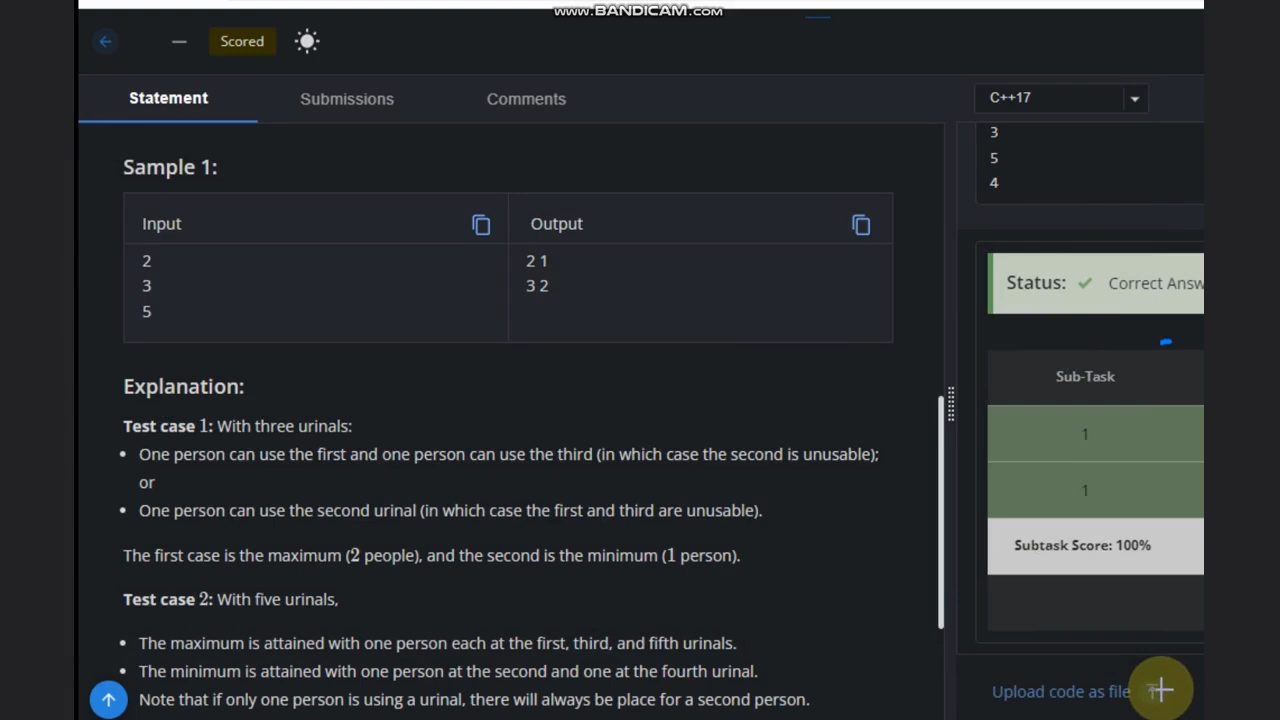 www.BANDICAM.com
Scored
Statement Submissions Comments
C++17
Sample 1:
Input Output
2
3
5
2 1
3 2
Explanation:
Test case 1: With three urinals:
• One person can use the first and one person can use the third (in which case the second is unusable);
or
• One person can use the second urinal (in which case the first and third are unusable).
The first case is the maximum (2 people), and the second is the minimum (1 person).
Test case 2: With five urinals,
• The maximum is attained with one person each at the first, third, and fifth urinals.
• The minimum is attained with one person at the second and one at the fourth urinal.
• Note that if only one person is using a urinal, there will always be place for a second person.
3
5
4
Status: ✓ Correct Answ
Sub-Task
1
1
Subtask Score: 100%
Upload code as file